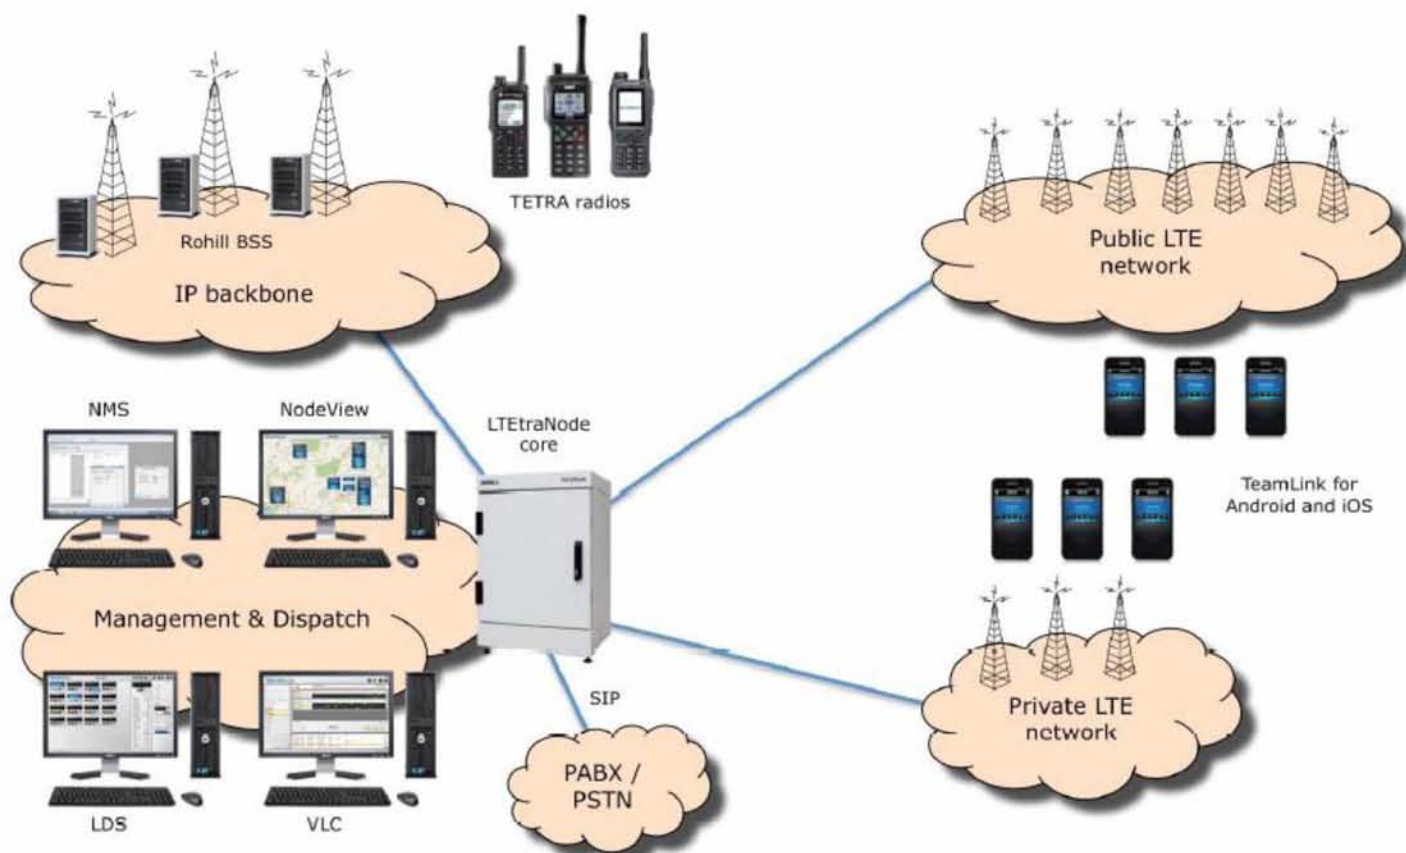 TETRA radios
Rohill BSS
IP backbone
Public LTE
network
NMS
NodeView
LTEtraNode
core
TeamLink for
Android and iOS
Management & Dispatch
SIP
Private LTE
network
PABX /
PSTN
LDS
VLC